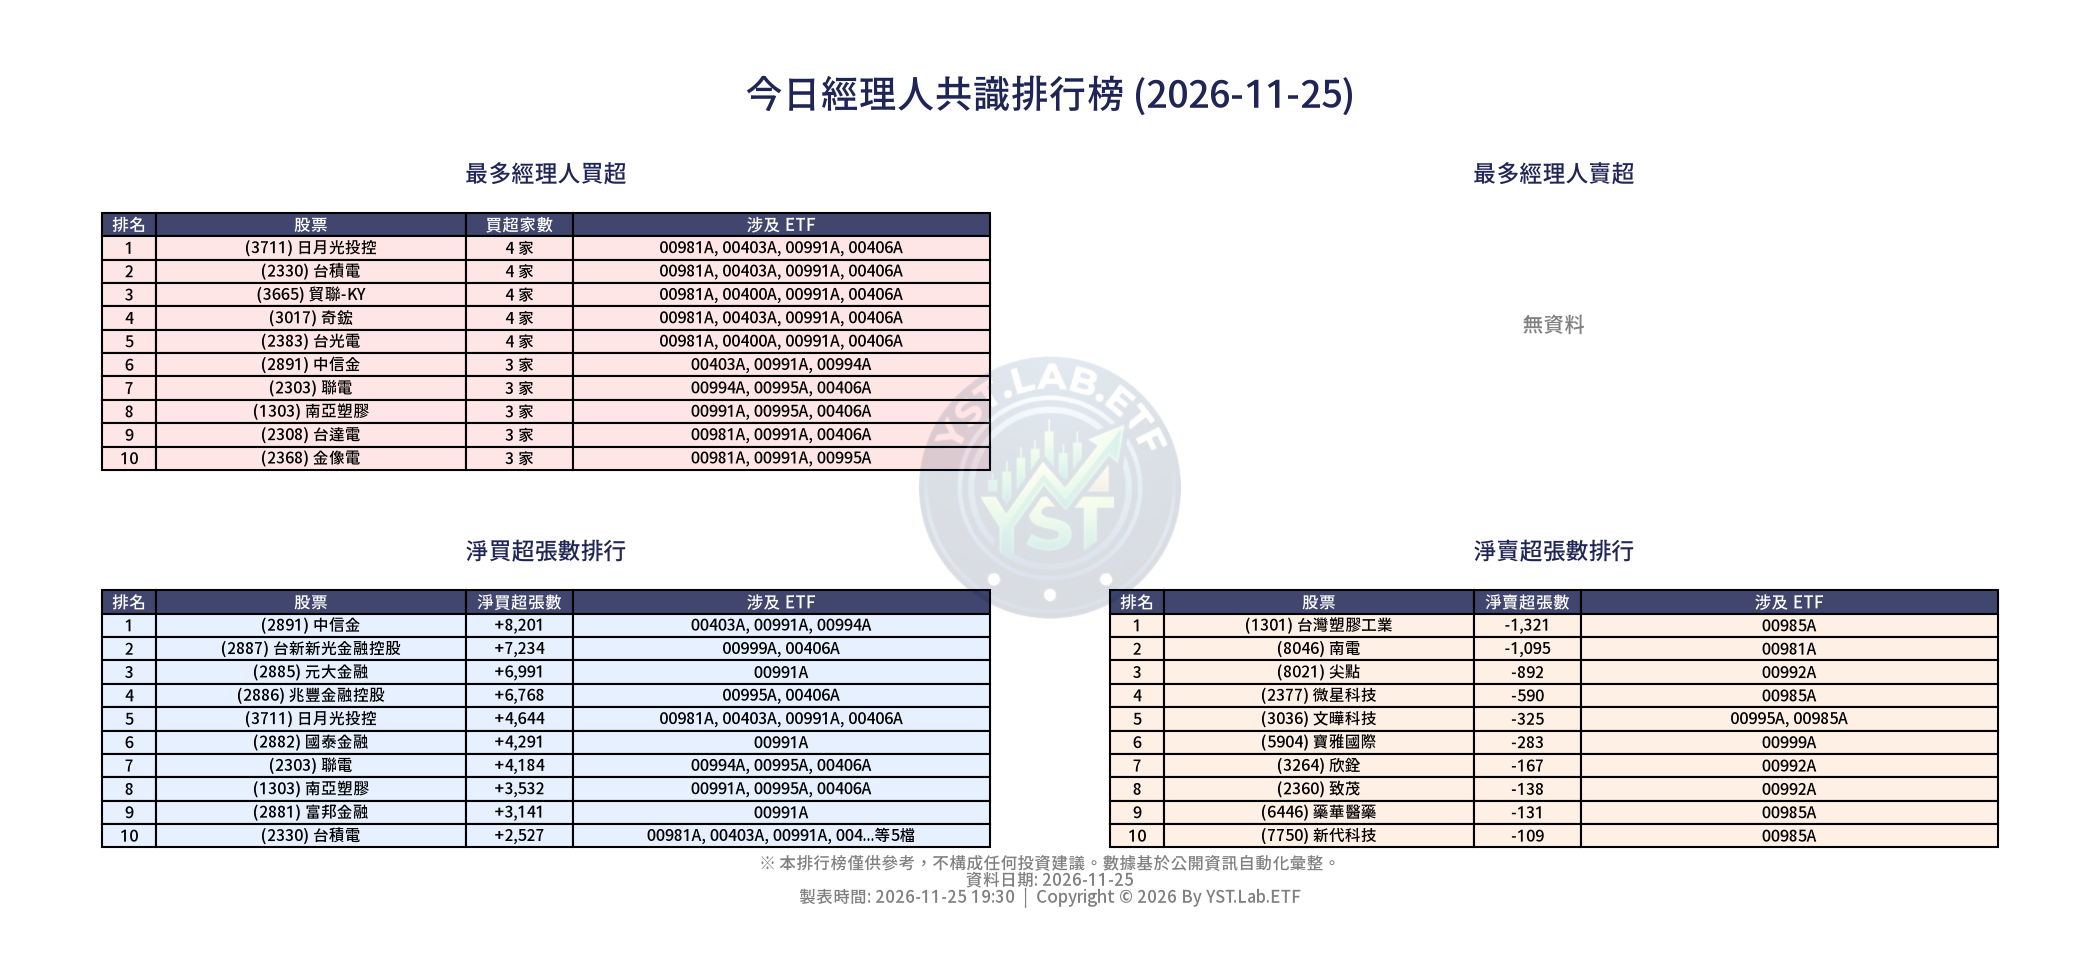 今日經理人共識排行榜 (2026-11-25)
最多經理人買超
排名 股票 買超家數 涉及 ETF
1 (3711) 日月光投控 4 家 00981A, 00403A, 00991A, 00406A
2 (2330) 台積電 4 家 00981A, 00403A, 00991A, 00406A
3 (3665) 貿聯-KY 4 家 00981A, 00400A, 00991A, 00406A
4 (3017) 奇鋐 4 家 00981A, 00403A, 00991A, 00406A
5 (2383) 台光電 4 家 00981A, 00400A, 00991A, 00406A
6 (2891) 中信金 3 家 00403A, 00991A, 00994A
7 (2303) 聯電 3 家 00994A, 00995A, 00406A
8 (1303) 南亞塑膠 3 家 00991A, 00995A, 00406A
9 (2308) 台達電 3 家 00981A, 00991A, 00406A
10 (2368) 金像電 3 家 00981A, 00991A, 00995A
最多經理人賣超
無資料
YST.LAB.ETF
YST
淨買超張數排行
排名 股票 淨買超張數 涉及 ETF
1 (2891) 中信金 +8,201 00403A, 00991A, 00994A
2 (2887) 台新新光金融控股 +7,234 00999A, 00406A
3 (2885) 元大金融 +6,991 00991A
4 (2886) 兆豐金融控股 +6,768 00995A, 00406A
5 (3711) 日月光投控 +4,644 00981A, 00403A, 00991A, 00406A
6 (2882) 國泰金融 +4,291 00991A
7 (2303) 聯電 +4,184 00994A, 00995A, 00406A
8 (1303) 南亞塑膠 +3,532 00991A, 00995A, 00406A
9 (2881) 富邦金融 +3,141 00991A
10 (2330) 台積電 +2,527 00981A, 00403A, 00991A, 004...等5檔
淨賣超張數排行
排名 股票 淨賣超張數 涉及 ETF
1 (1301) 台灣塑膠工業 -1,321 00985A
2 (8046) 南電 -1,095 00981A
3 (8021) 尖點 -892 00992A
4 (2377) 微星科技 -590 00985A
5 (3036) 文曄科技 -325 00995A, 00985A
6 (5904) 寶雅國際 -283 00999A
7 (3264) 欣銓 -167 00992A
8 (2360) 致茂 -138 00992A
9 (6446) 藥華醫藥 -131 00985A
10 (7750) 新代科技 -109 00985A
※ 本排行榜僅供參考，不構成任何投資建議。數據基於公開資訊自動化彙整。
資料日期: 2026-11-25
製表時間: 2026-11-25 19:30 │ Copyright © 2026 By YST.Lab.ETF